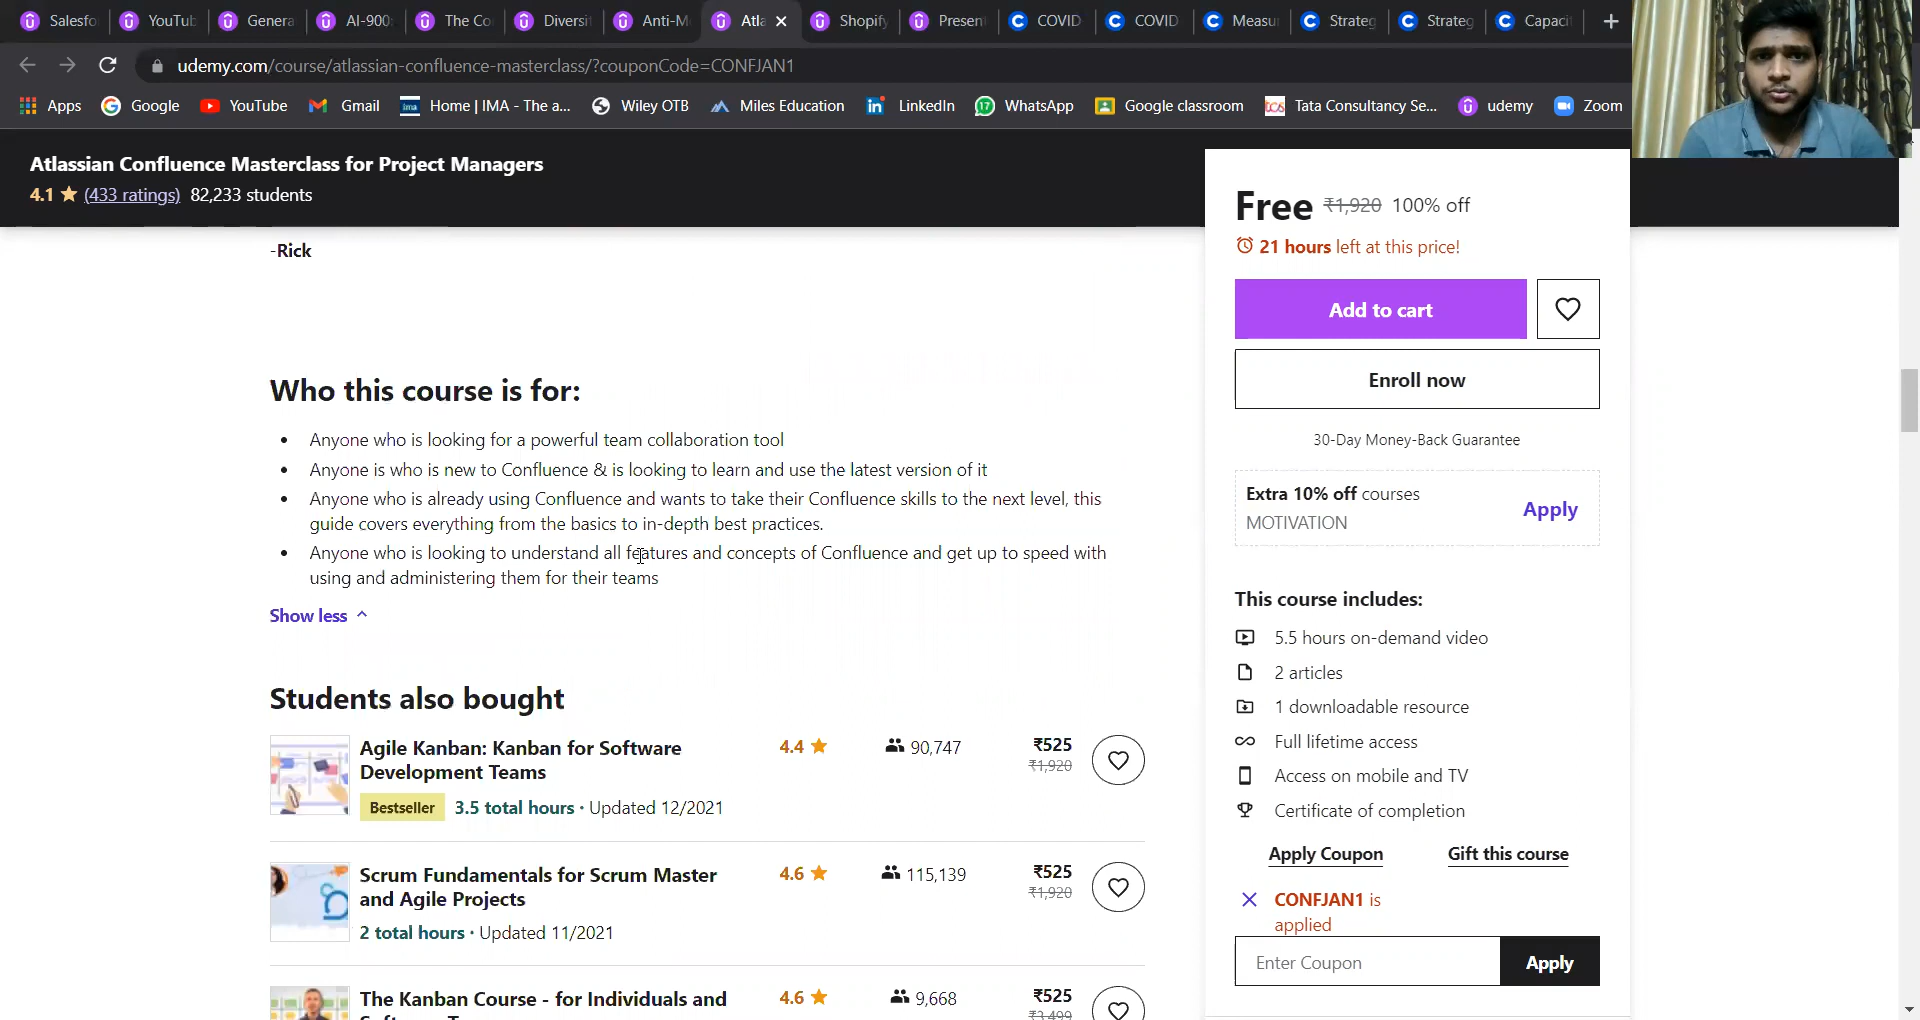 Salesfo
YouTub
Genera
AI-900
The Co
Diversit
Anti-M
Atla
Shopify
Present
COVID
COVID
Measur
Strateg
Strateg
Capacit
udemy.com/course/atlassian-confluence-masterclass/?couponCode=CONFJAN1
Apps
Google
YouTube
Gmail
ima
Home | IMA - The a...
Wiley OTB
Miles Education
LinkedIn
17
WhatsApp
Google classroom
tcs
Tata Consultancy Se...
udemy
Zoom
Atlassian Confluence Masterclass for Project Managers
4.1 ★ (433 ratings) 82,233 students
-Rick
Who this course is for:
• Anyone who is looking for a powerful team collaboration tool
• Anyone is who is new to Confluence & is looking to learn and use the latest version of it
• Anyone who is already using Confluence and wants to take their Confluence skills to the next level, this
guide covers everything from the basics to in-depth best practices.
• Anyone who is looking to understand all features and concepts of Confluence and get up to speed with
using and administering them for their teams
Show less
Students also bought
Agile Kanban: Kanban for Software
Development Teams
Bestseller 3.5 total hours · Updated 12/2021
4.4 ★
90,747
₹525
₹1,920
Scrum Fundamentals for Scrum Master
and Agile Projects
2 total hours · Updated 11/2021
4.6 ★
115,139
₹525
₹1,920
The Kanban Course - for Individuals and
4.6 ★
9,668
₹525
₹3,499
Free ₹1,920 100% off
21 hours left at this price!
Add to cart
Enroll now
30-Day Money-Back Guarantee
Extra 10% off courses
MOTIVATION
Apply
This course includes:
5.5 hours on-demand video
2 articles
1 downloadable resource
Full lifetime access
Access on mobile and TV
Certificate of completion
Apply Coupon
Gift this course
CONFJAN1 is
applied
Enter Coupon
Apply